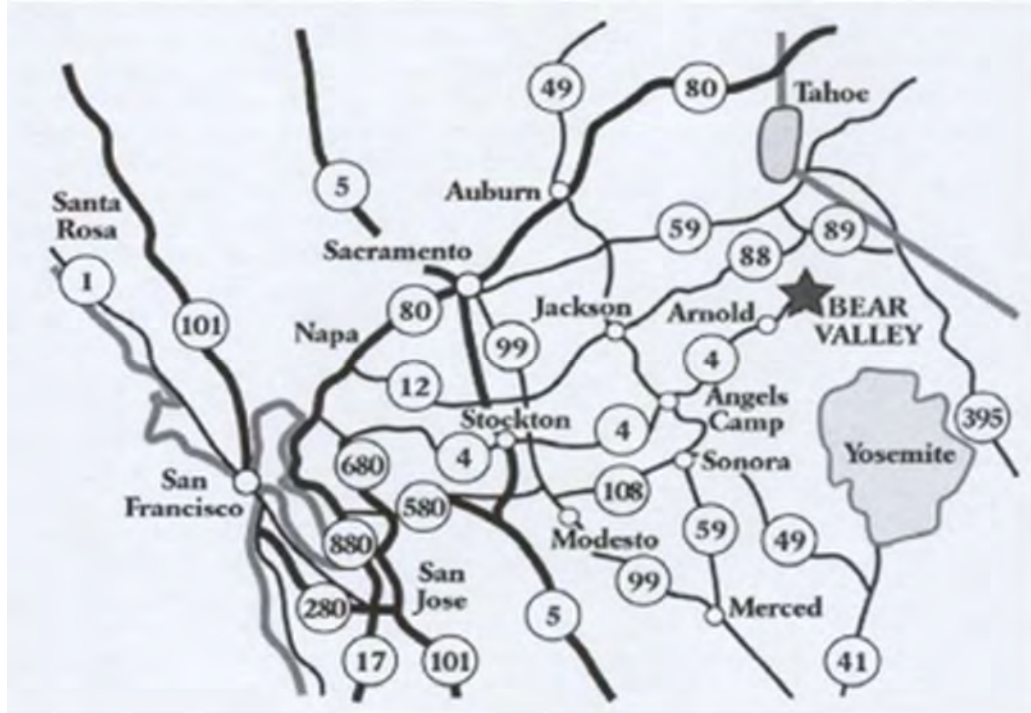 49
80
Tahoe
5
Auburn
Santa
Rosa
59
89
Sacramento
88
1
80
Jackson
Arnold
BEAR
VALLEY
101
Napa
99
4
12
Angels
Camp
395
Stockton
4
4
680
Sonora
Yosemite
San
Francisco
580
108
880
Modesto
59
49
San
Jose
99
280
5
Merced
17
101
41